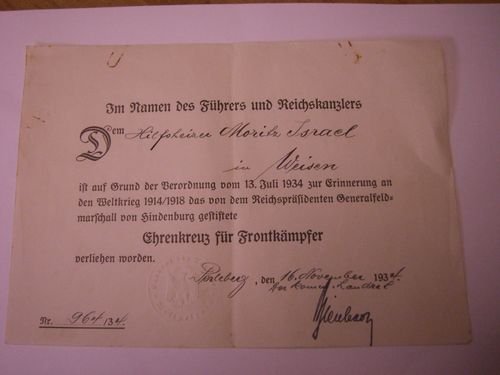 Im Namen des Führers und Reichskanzlers
Dem Hilfsheizer Moritz Israel
in Weisen
ist auf Grund der Verordnung vom 13. Juli 1934 zur Erinnerung an
den Weltkrieg 1914/1918 das von dem Reichspräsidenten Generalfeld-
marschall von Hindenburg gestiftete
Ehrenkreuz für Frontkämpfer
verliehen worden.
Perleberg, den 16. November 1934.
Der komm. Landrat
Nr. 964/34.